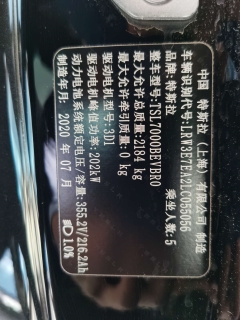 中国 特斯拉 (上海) 有限公司 制造
品牌:特斯拉 乘坐人数:5
车辆识别代号:LRW3E7EA2LC055056
整车型号:TSL7000BEVBR0
最大允许总质量:2184 kg
最大允许牵引质量:0 kg
驱动电机型号:3D1
驱动电机峰值功率:202kW
动力电池系统额定电压/容量:355.2V/216.2Ah
制造年月:2020 年 07 月
1.0%